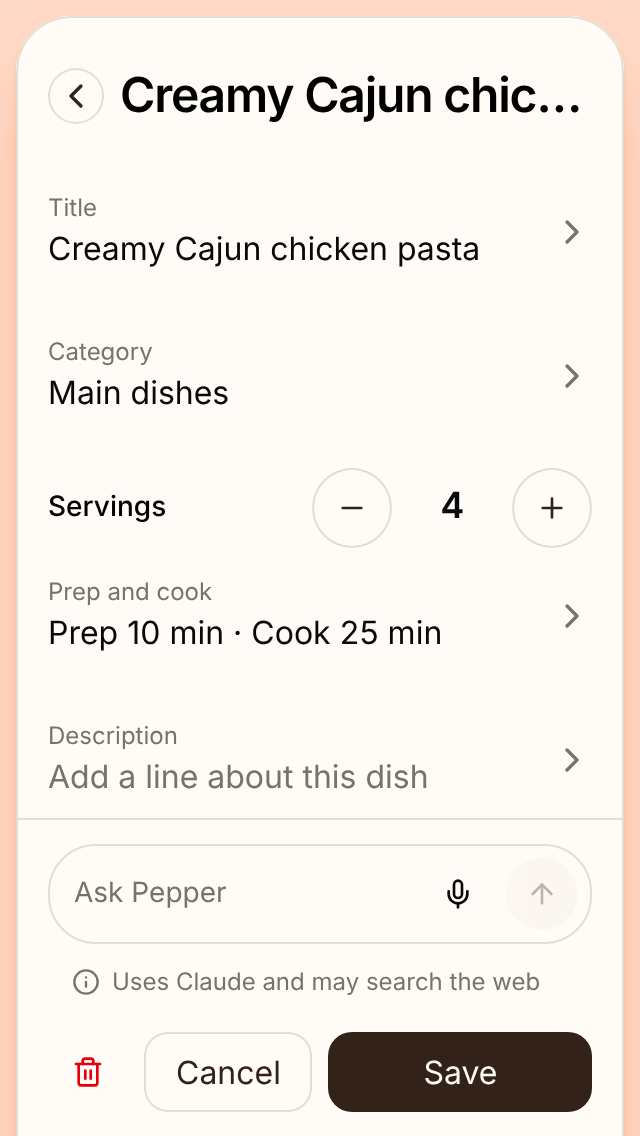 Creamy Cajun chic...
Title
Creamy Cajun chicken pasta
Category
Main dishes
Servings
4
Prep and cook
Prep 10 min · Cook 25 min
Description
Add a line about this dish
Ask Pepper
Uses Claude and may search the web
Cancel
Save